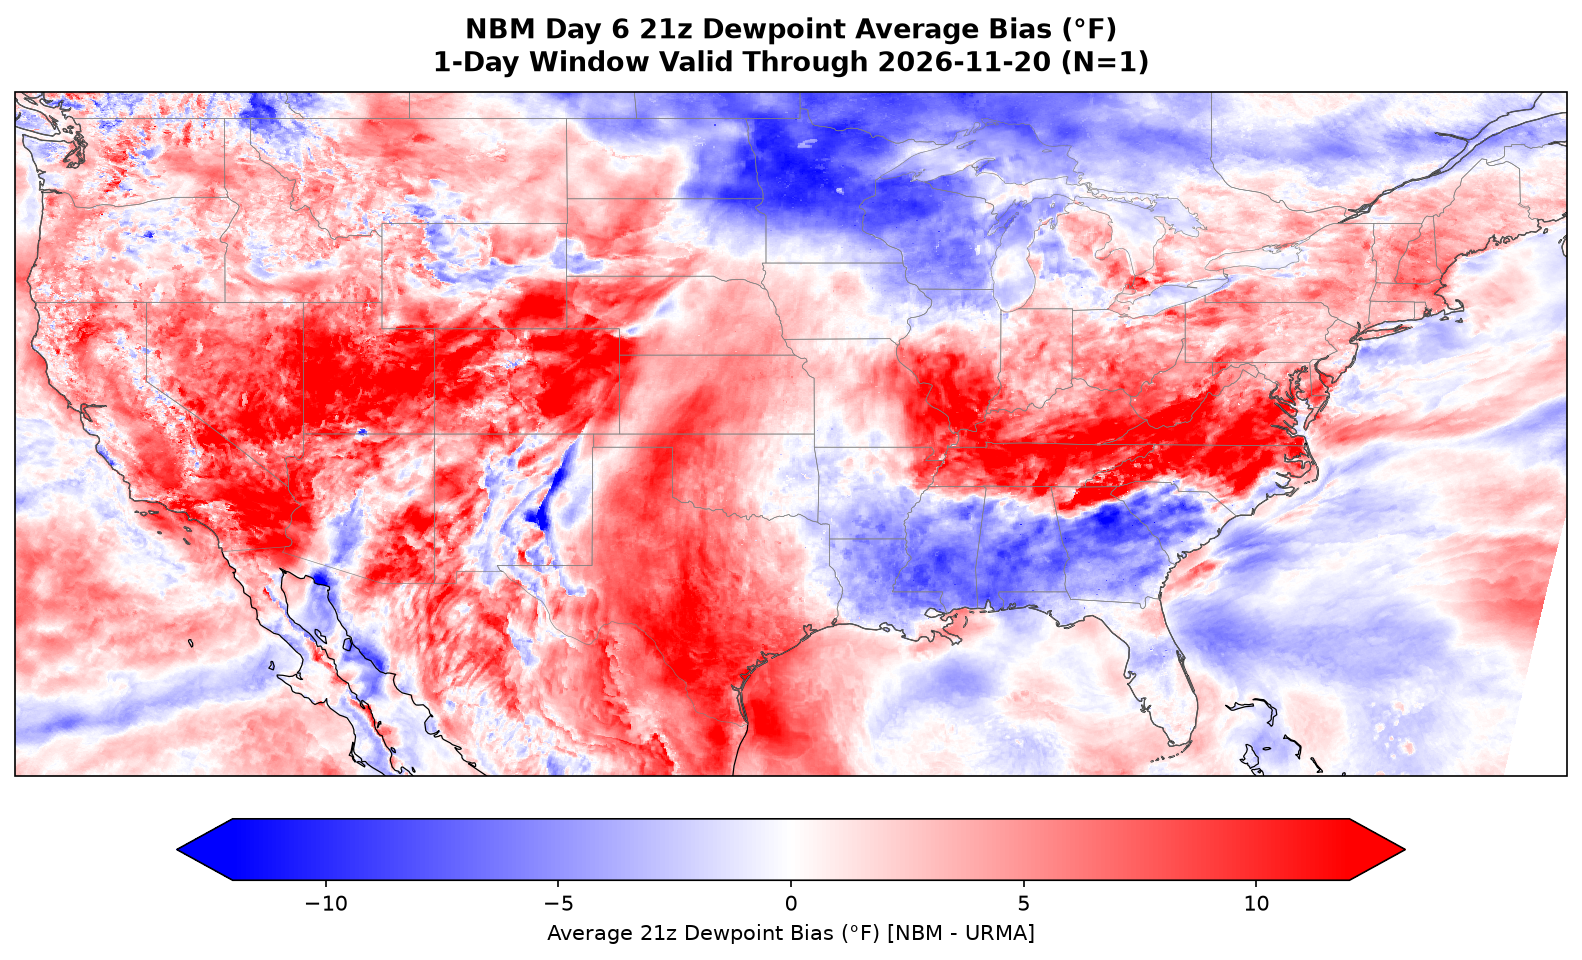 NBM Day 6 21z Dewpoint Average Bias (°F)
1-Day Window Valid Through 2026-11-20 (N=1)
−10 −5 0 5 10
Average 21z Dewpoint Bias (°F) [NBM - URMA]